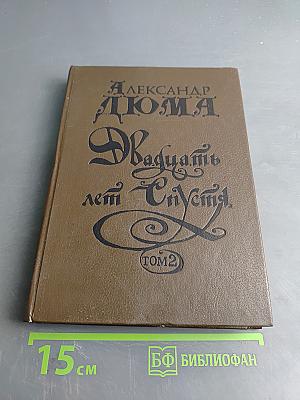 Александр
Дюма
Двадцать
лет Спустя,
том 2
15 см
БФ БИБЛИОФАН